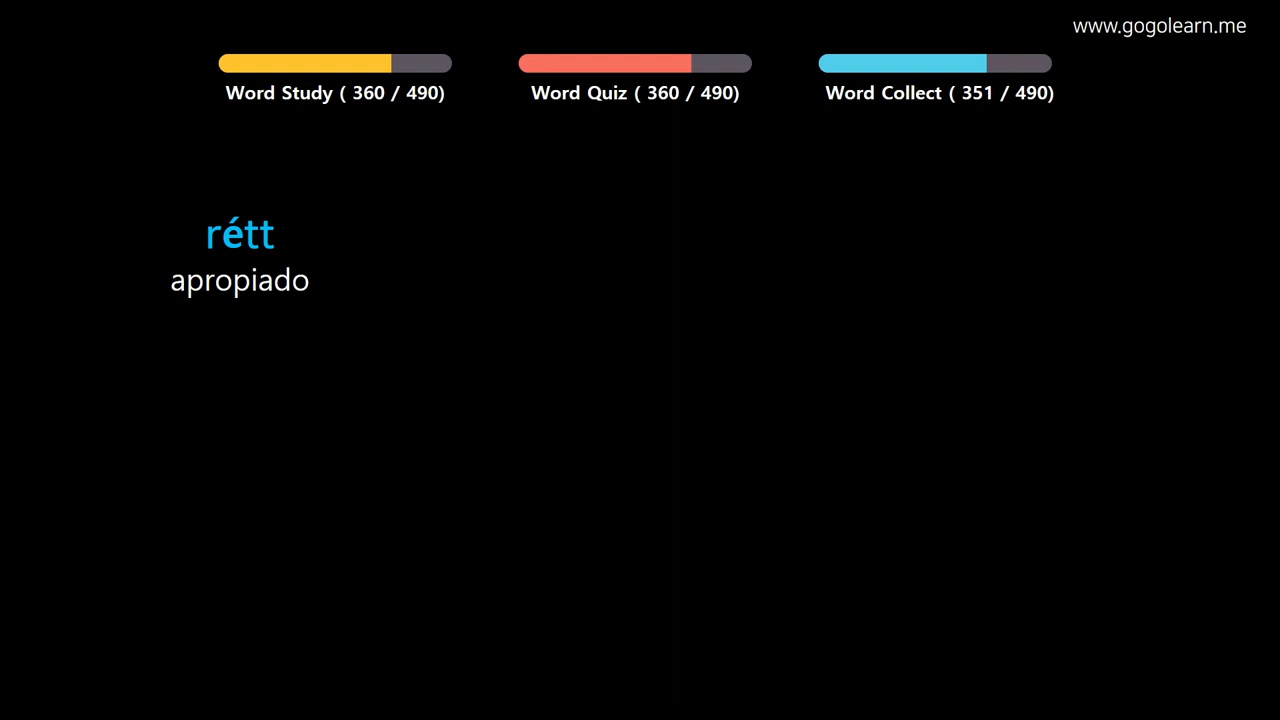 www.gogolearn.me
Word Study ( 360 / 490)
Word Quiz ( 360 / 490)
Word Collect ( 351 / 490)
rétt
apropiado